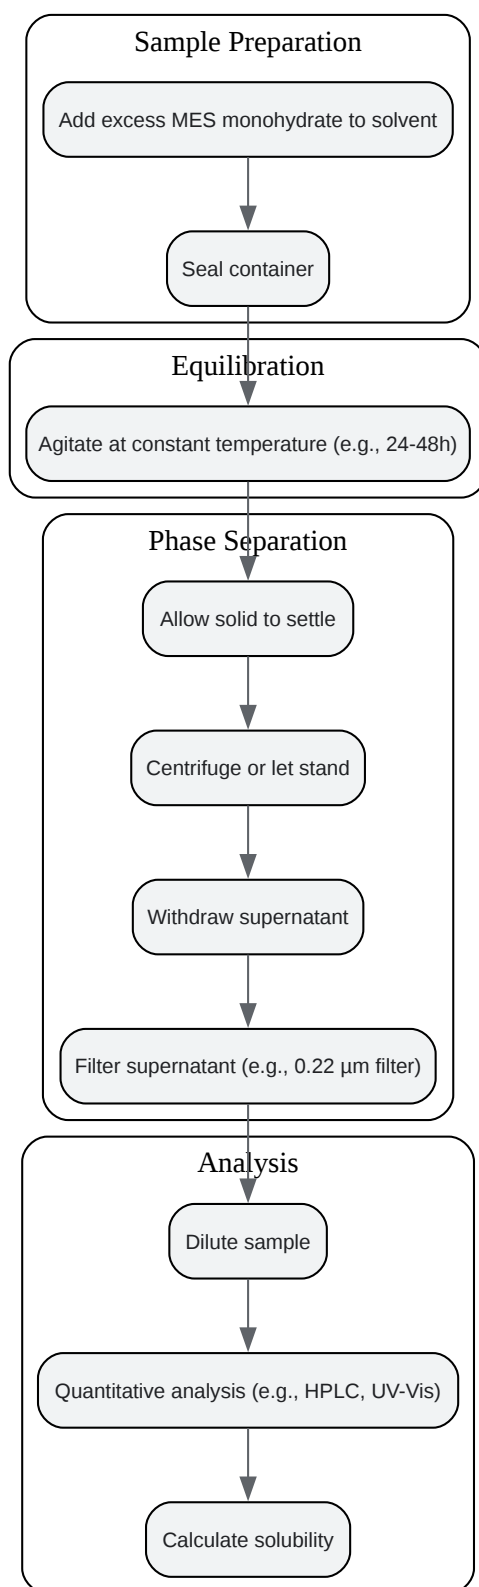 Sample Preparation
Add excess MES monohydrate to solvent
Seal container
Equilibration
Agitate at constant temperature (e.g., 24-48h)
Phase Separation
Allow solid to settle
Centrifuge or let stand
Withdraw supernatant
Filter supernatant (e.g., 0.22 µm filter)
Analysis
Dilute sample
Quantitative analysis (e.g., HPLC, UV-Vis)
Calculate solubility